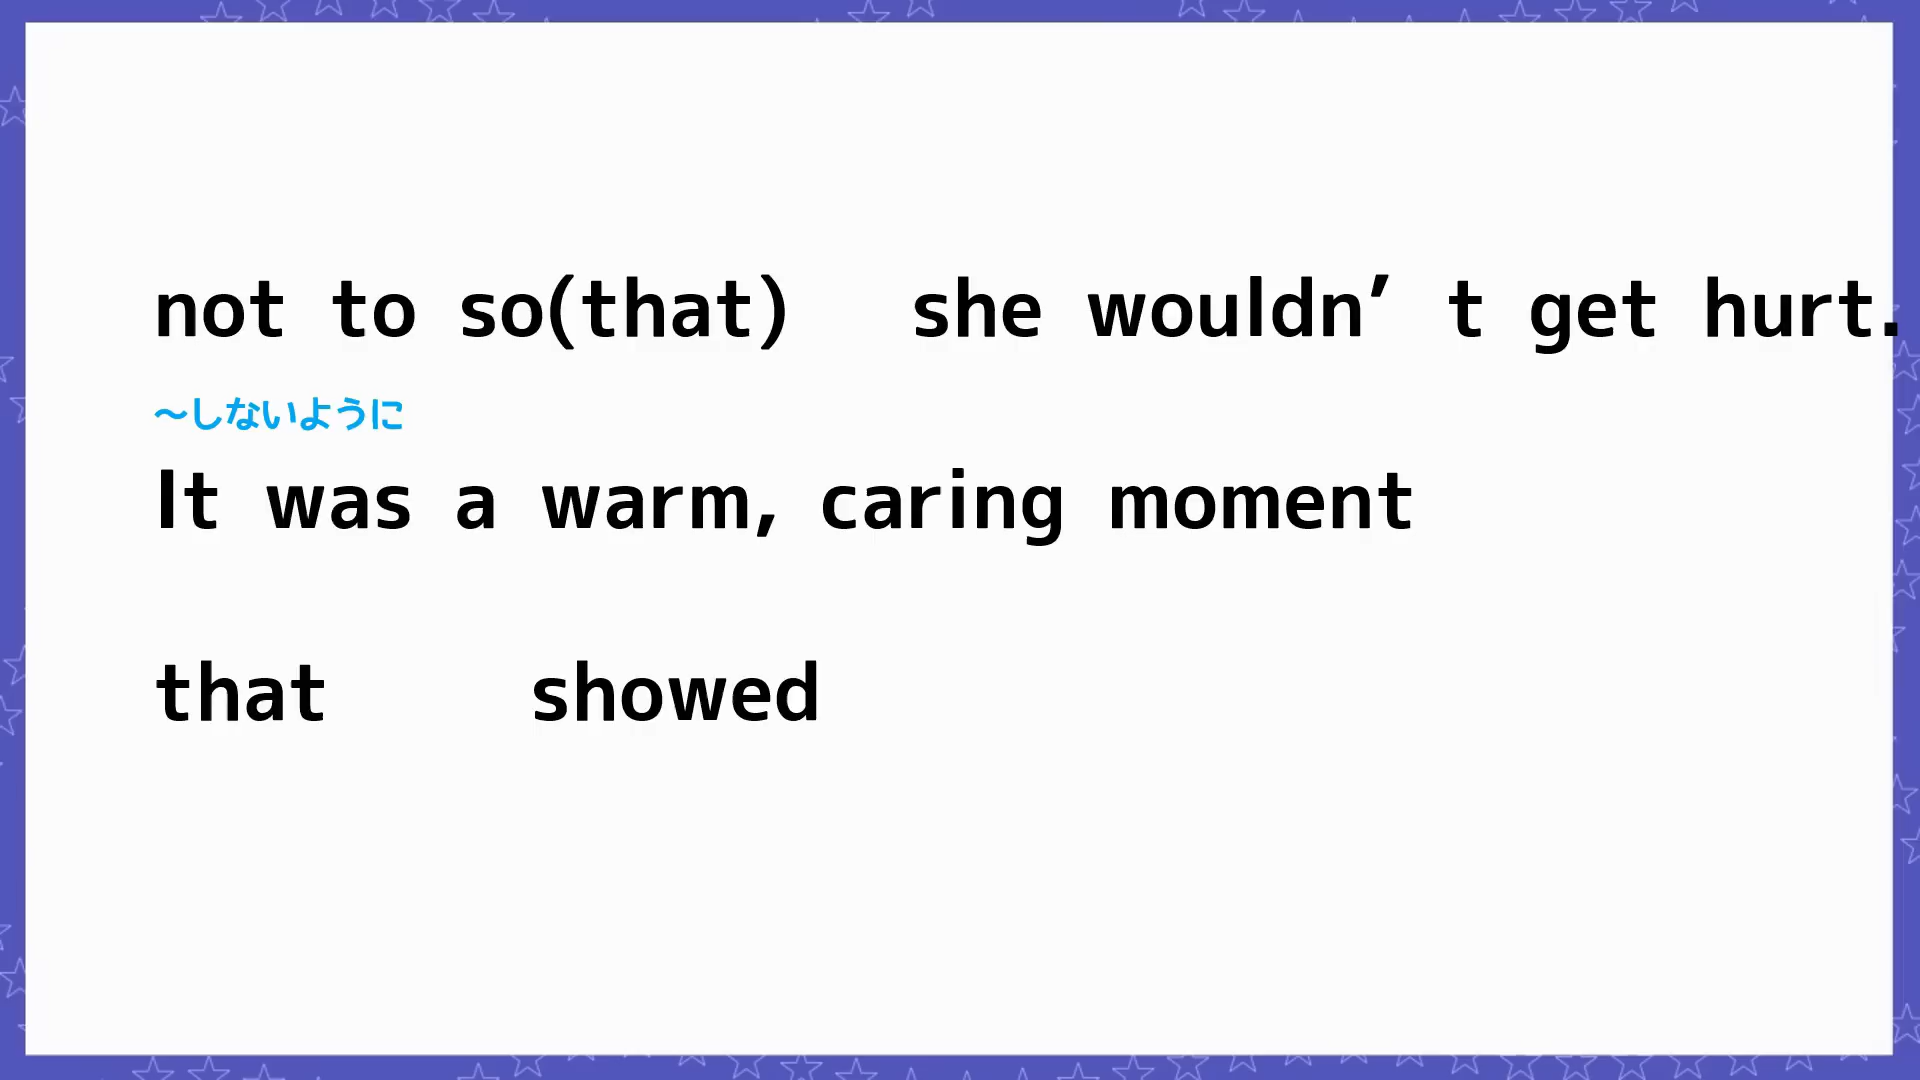 not to so(that) she wouldn’t get hurt.
〜しないように
It was a warm, caring moment
that showed